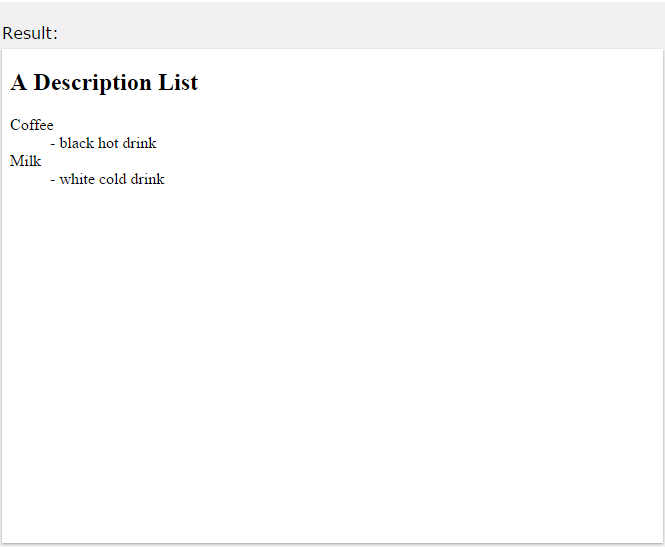 Result:
A Description List
Coffee
- black hot drink
Milk
- white cold drink